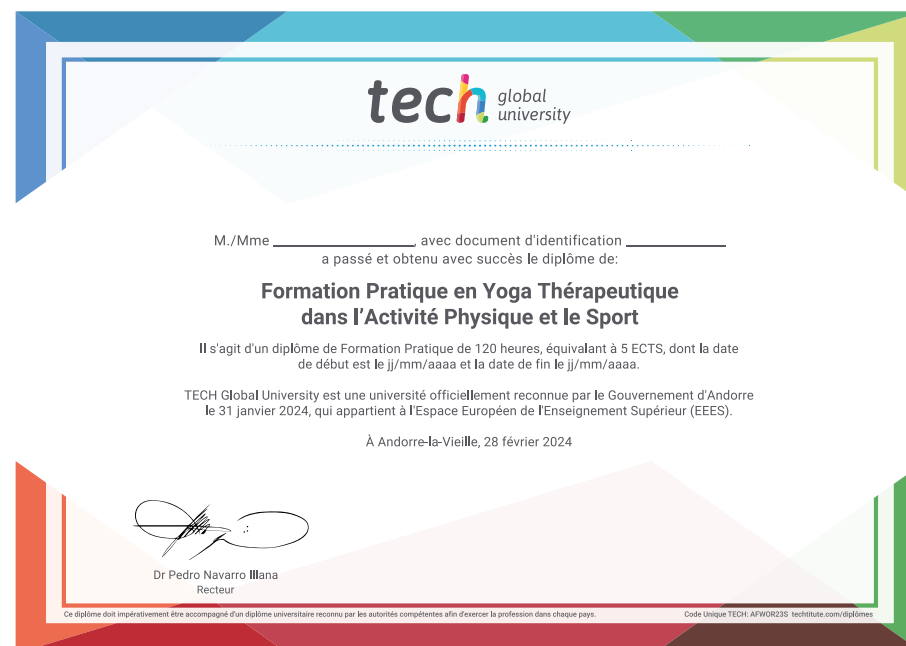 tech global university
M./Mme ____________, avec document d'identification ____________
a passé et obtenu avec succès le diplôme de:
Formation Pratique en Yoga Thérapeutique
dans l'Activité Physique et le Sport
Il s'agit d'un diplôme de Formation Pratique de 120 heures, équivalant à 5 ECTS, dont la date
de début est le jj/mm/aaaa et la date de fin le jj/mm/aaaa.
TECH Global University est une université officiellement reconnue par le Gouvernement d'Andorre
le 31 janvier 2024, qui appartient à l'Espace Européen de l'Enseignement Supérieur (EEES).
À Andorre-la-Vieille, 28 février 2024
Dr Pedro Navarro Illana
Recteur
Ce diplôme doit impérativement être accompagné d'un diplôme universitaire reconnu par les autorités compétentes afin d'exercer la profession dans chaque pays.
Code Unique TECH: AFWOR23S techtitute.com/diplômes